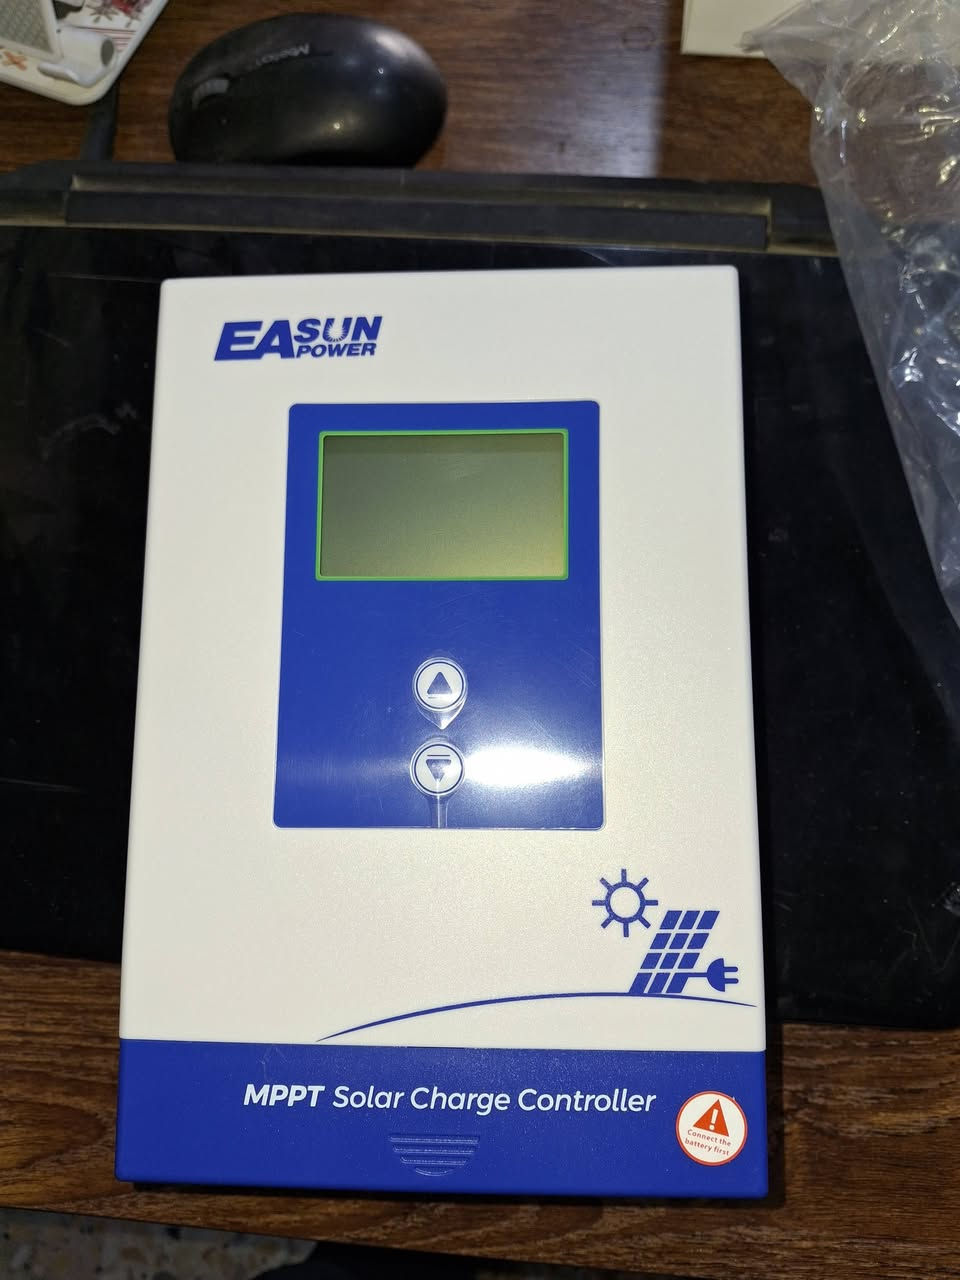 EASUN
POWER
MPPT Solar Charge Controller
Connect the
battery first